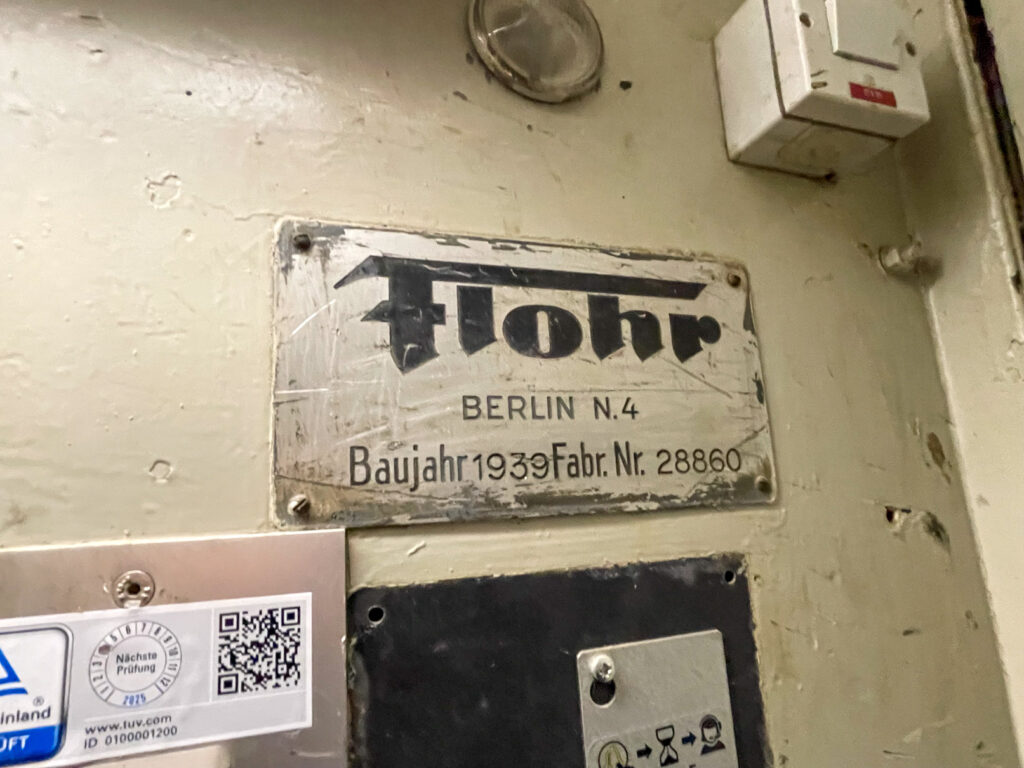 Flohr
BERLIN N.4
Baujahr 1939 Fabr. Nr. 28860
Nächste
Prüfung
2025
®
www.tuv.com
ID 0100001200